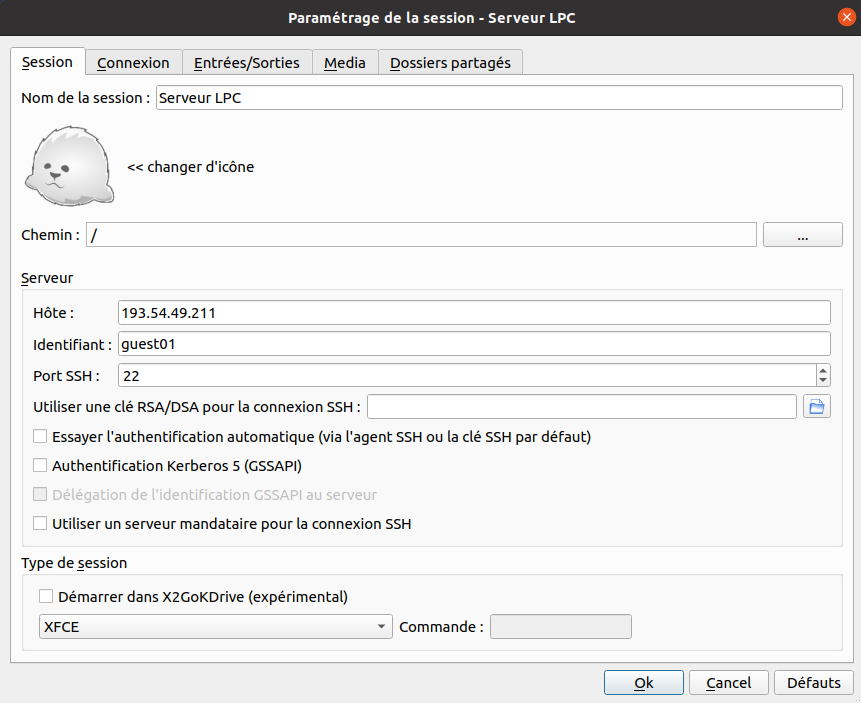 Paramétrage de la session - Serveur LPC
Session Connexion Entrées/Sorties Media Dossiers partagés
Nom de la session : Serveur LPC
<< changer d'icône
Chemin : / ...
Serveur
Hôte : 193.54.49.211
Identifiant : guest01
Port SSH : 22
Utiliser une clé RSA/DSA pour la connexion SSH :
Essayer l'authentification automatique (via l'agent SSH ou la clé SSH par défaut)
Authentification Kerberos 5 (GSSAPI)
Délégation de l'identification GSSAPI au serveur
Utiliser un serveur mandataire pour la connexion SSH
Type de session
Démarrer dans X2GoKDrive (expérimental)
XFCE Commande :
Ok Cancel Défauts